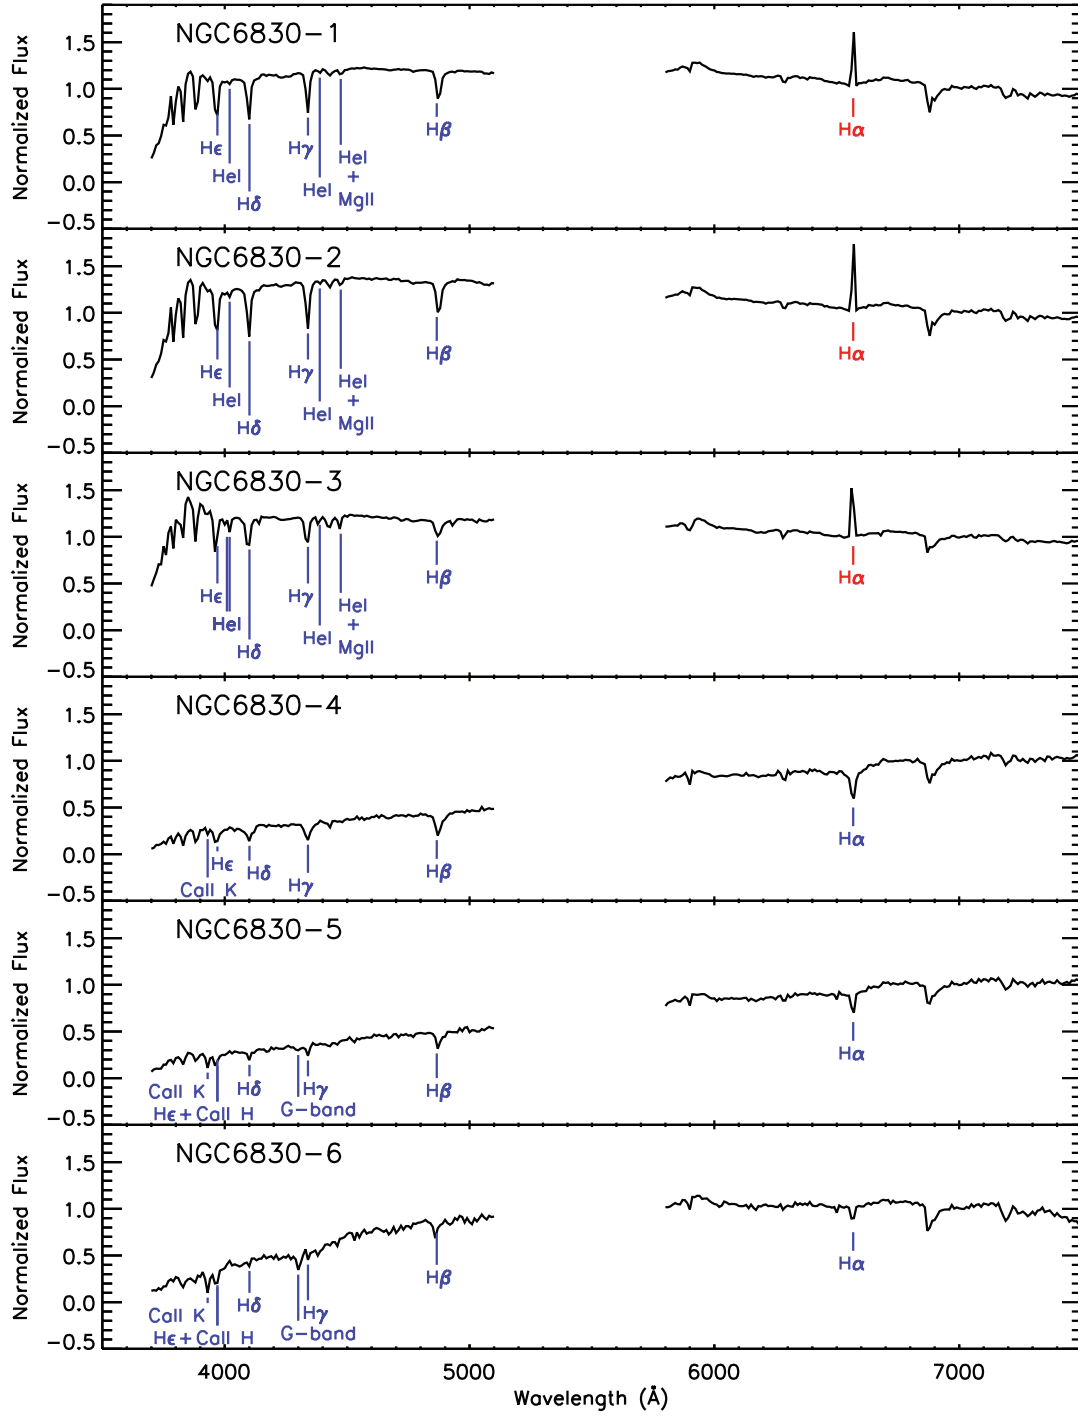 NGC6830−1
Normalized Flux
1.5
1.0
0.5
0.0
−0.5
Hϵ
HeI
Hδ
Hγ
HeI
HeI
+
MgII
Hβ
Hα
NGC6830−2
Normalized Flux
1.5
1.0
0.5
0.0
−0.5
Hϵ
HeI
Hδ
Hγ
HeI
HeI
+
MgII
Hβ
Hα
NGC6830−3
Normalized Flux
1.5
1.0
0.5
0.0
−0.5
Hϵ
HeI
Hδ
Hγ
HeI
HeI
+
MgII
Hβ
Hα
NGC6830−4
Normalized Flux
1.5
1.0
0.5
0.0
−0.5
CaII K
Hϵ
Hδ
Hγ
Hβ
Hα
NGC6830−5
Normalized Flux
1.5
1.0
0.5
0.0
−0.5
CaII K
Hϵ+CaII H
Hδ
G−band
Hγ
Hβ
Hα
NGC6830−6
Normalized Flux
1.5
1.0
0.5
0.0
−0.5
CaII K
Hϵ+CaII H
Hδ
G−band
Hγ
Hβ
Hα
4000 5000 6000 7000
Wavelength (Å)